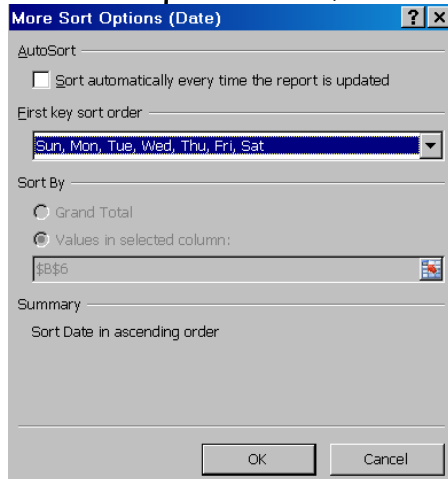 More Sort Options (Date)
AutoSort
Sort automatically every time the report is updated
First key sort order
Sun, Mon, Tue, Wed, Thu, Fri, Sat
Sort By
Grand Total
Values in selected column:
$B$6
Summary
Sort Date in ascending order
OK Cancel